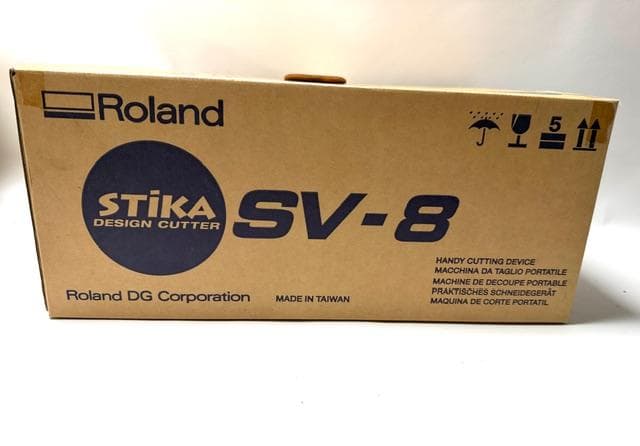 Roland
5
STiKA
DESIGN CUTTER
SV-8
HANDY CUTTING DEVICE
MACCHINA DA TAGLIO PORTATILE
MACHINE DE DECOUPE PORTABLE
PRAKTISCHES SCHNEIDEGERÄT
MAQUINA DE CORTE PORTATIL
Roland DG Corporation
MADE IN TAIWAN